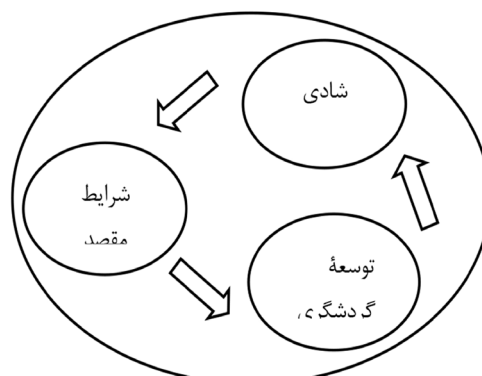 شادی
شرایط
مقصد
توسعهٔ
گردشگری